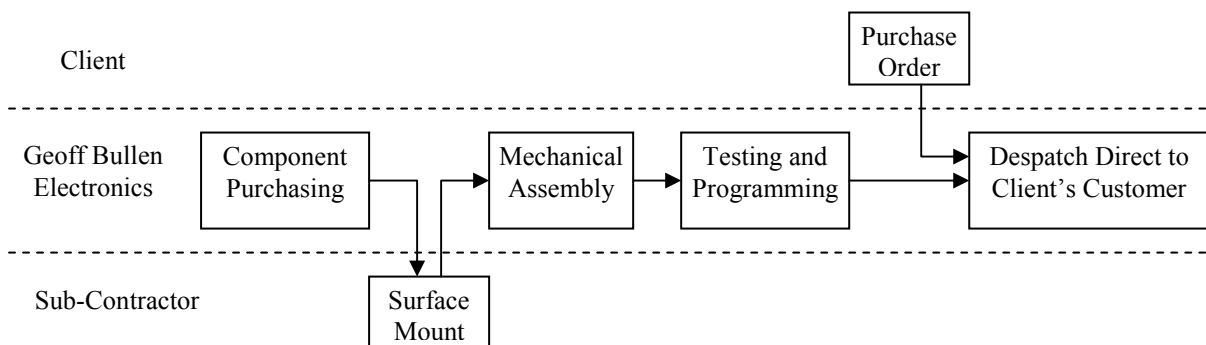 Client
Purchase
Order
Geoff Bullen
Electronics
Component
Purchasing
Mechanical
Assembly
Testing and
Programming
Despatch Direct to
Client's Customer
Sub-Contractor
Surface
Mount